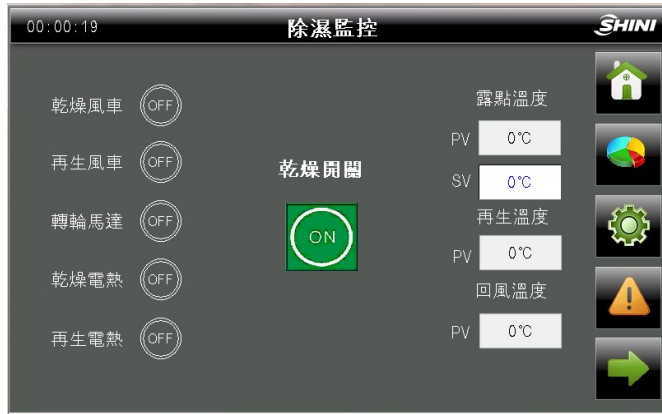 00:00:19 除濕監控 SHINI
乾燥風車 OFF
再生風車 OFF
轉輪馬達 OFF
乾燥電熱 OFF
再生電熱 OFF
乾燥開關
ON
露點溫度
PV 0℃
SV 0℃
再生溫度
PV 0℃
回風溫度
PV 0℃